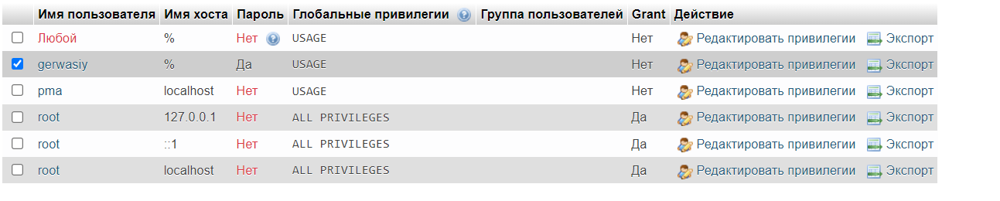 Имя пользователя Имя хоста Пароль Глобальные привилегии Группа пользователей Grant Действие
Любой % Нет USAGE Нет Редактировать привилегии Экспорт
gerwasiy % Да USAGE Нет Редактировать привилегии Экспорт
pma localhost Нет USAGE Нет Редактировать привилегии Экспорт
root 127.0.0.1 Нет ALL PRIVILEGES Да Редактировать привилегии Экспорт
root ::1 Нет ALL PRIVILEGES Да Редактировать привилегии Экспорт
root localhost Нет ALL PRIVILEGES Да Редактировать привилегии Экспорт